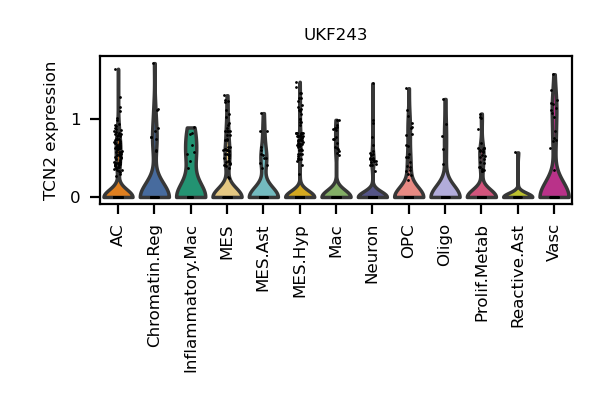 UKF243
TCN2 expression
1
0
AC
Chromatin.Reg
Inflammatory.Mac
MES
MES.Ast
MES.Hyp
Mac
Neuron
OPC
Oligo
Prolif.Metab
Reactive.Ast
Vasc